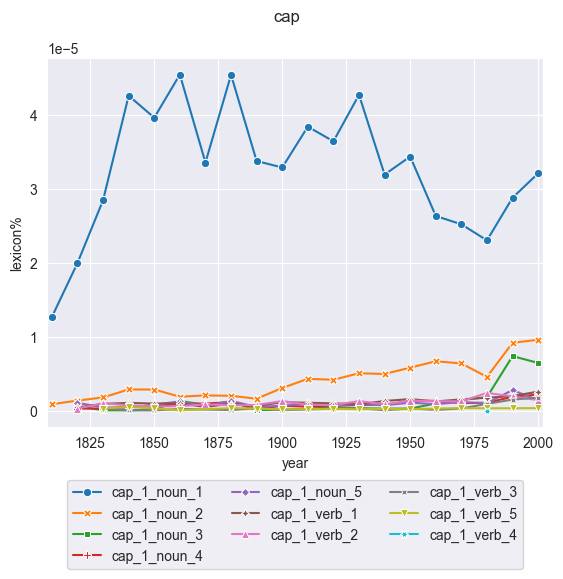 cap
1e−5
4
3
2
1
0
lexicon%
1825 1850 1875 1900 1925 1950 1975 2000
year
cap_1_noun_1 cap_1_noun_5 cap_1_verb_3
cap_1_noun_2 cap_1_verb_1 cap_1_verb_5
cap_1_noun_3 cap_1_verb_2 cap_1_verb_4
cap_1_noun_4